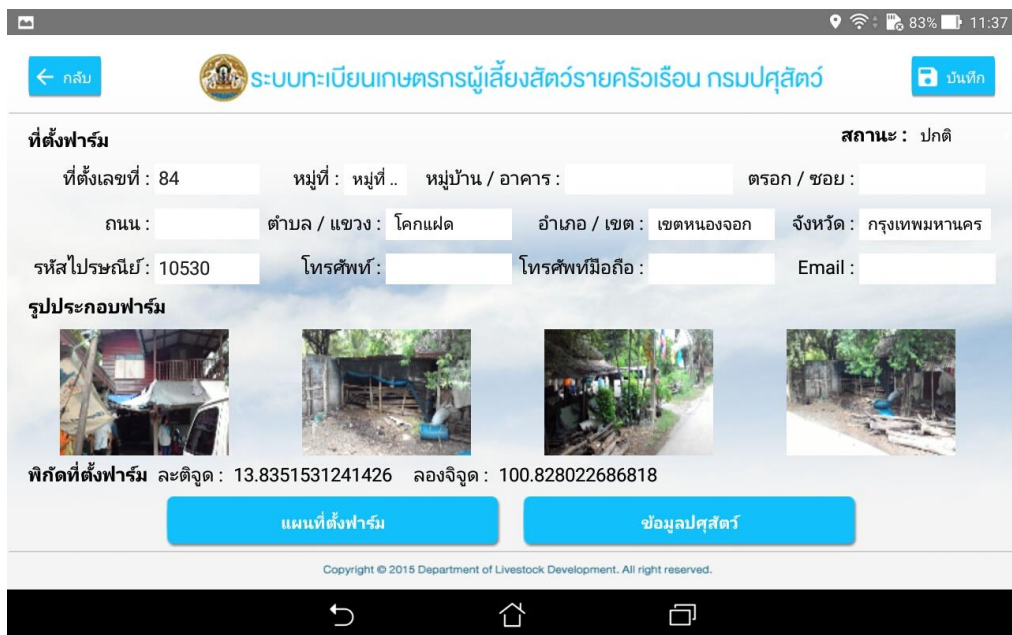 83% 11:37
กลับ ระบบทะเบียนเกษตรกรผู้เลี้ยงสัตว์รายครัวเรือน กรมปศุสัตว์ บันทึก
ที่ตั้งฟาร์ม สถานะ : ปกติ
ที่ตั้งเลขที่ : 84 หมู่ที่ : หมู่ที่ .. หมู่บ้าน / อาคาร : ตรอก / ซอย :
ถนน : ตำบล / แขวง : โคกแฝด อำเภอ / เขต : เขตหนองจอก จังหวัด : กรุงเทพมหานคร
รหัสไปรษณีย์ : 10530 โทรศัพท์ : โทรศัพท์มือถือ : Email :
รูปประกอบฟาร์ม
พิกัดที่ตั้งฟาร์ม ละติจูด : 13.8351531241426 ลองจิจูด : 100.828022686818
แผนที่ตั้งฟาร์ม ข้อมูลปศุสัตว์
Copyright © 2015 Department of Livestock Development. All right reserved.